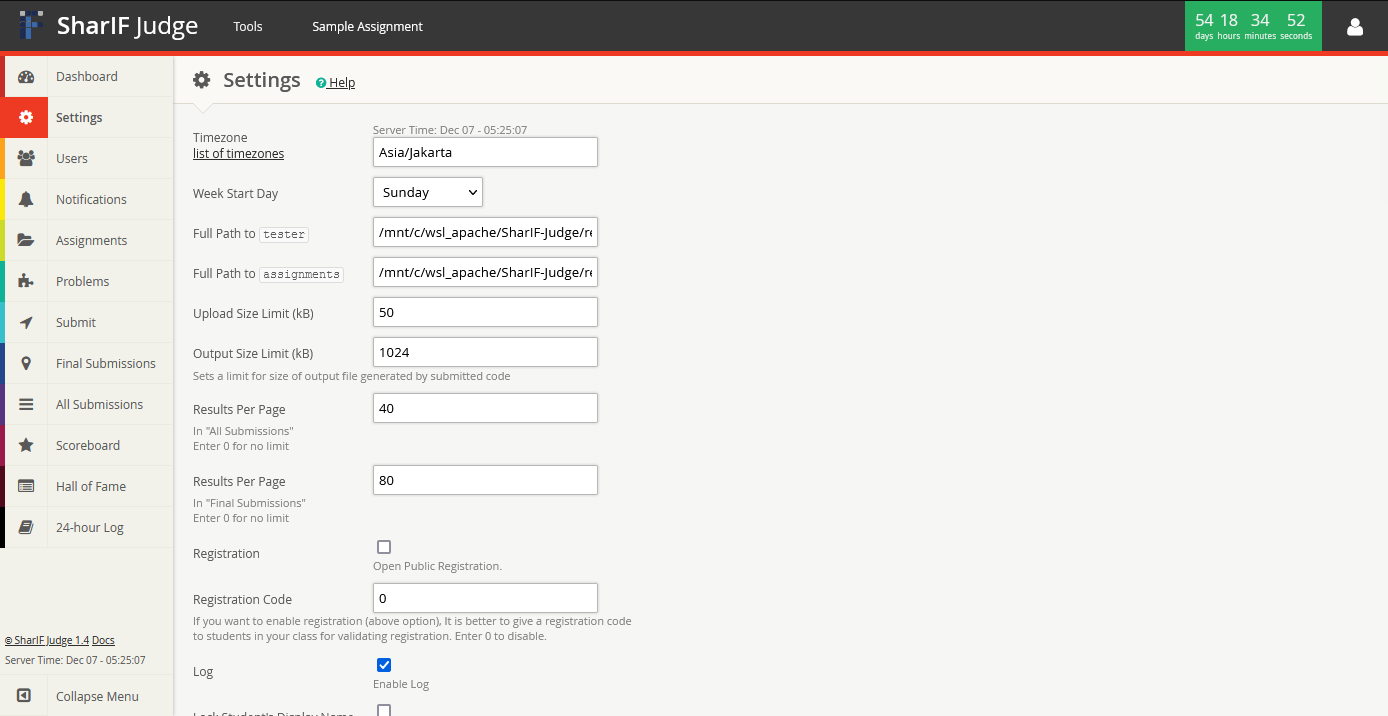 SharIF Judge
Tools
Sample Assignment
54 18 34 52
days hours minutes seconds
Dashboard
Settings
Users
Notifications
Assignments
Problems
Submit
Final Submissions
All Submissions
Scoreboard
Hall of Fame
24-hour Log
© SharIF Judge 1.4 Docs
Server Time: Dec 07 - 05:25:07
Collapse Menu
Settings
? Help
Server Time: Dec 07 - 05:25:07
Timezone
list of timezones
Asia/Jakarta
Week Start Day
Sunday
Full Path to tester
/mnt/c/wsl_apache/SharIF-Judge/re
Full Path to assignments
/mnt/c/wsl_apache/SharIF-Judge/re
Upload Size Limit (kB)
50
Output Size Limit (kB)
1024
Sets a limit for size of output file generated by submitted code
Results Per Page
40
In "All Submissions"
Enter 0 for no limit
Results Per Page
80
In "Final Submissions"
Enter 0 for no limit
Registration
Open Public Registration.
Registration Code
0
If you want to enable registration (above option), It is better to give a registration code
to students in your class for validating registration. Enter 0 to disable.
Log
Enable Log
Lock Student's Display Name